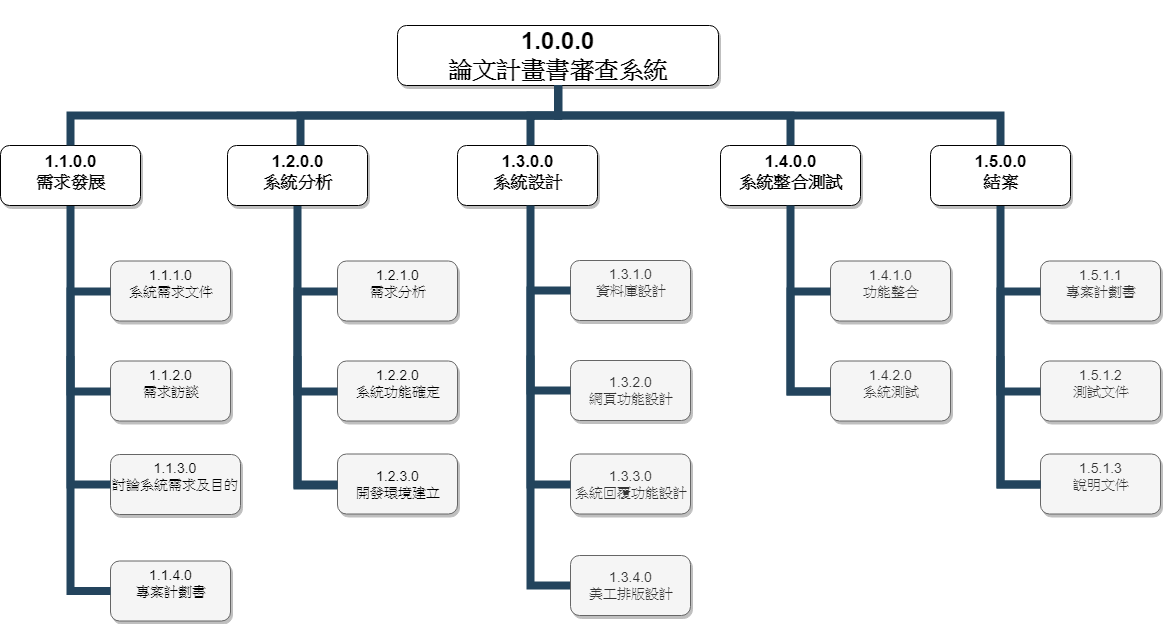 1.0.0.0
論文計畫書審查系統
1.1.0.0
需求發展
1.2.0.0
系統分析
1.3.0.0
系統設計
1.4.0.0
系統整合測試
1.5.0.0
結案
1.1.1.0
系統需求文件
1.1.2.0
需求訪談
1.1.3.0
討論系統需求及目的
1.1.4.0
專案計劃書
1.2.1.0
需求分析
1.2.2.0
系統功能確定
1.2.3.0
開發環境建立
1.3.1.0
資料庫設計
1.3.2.0
網頁功能設計
1.3.3.0
系統回覆功能設計
1.3.4.0
美工排版設計
1.4.1.0
功能整合
1.4.2.0
系統測試
1.5.1.1
專案計劃書
1.5.1.2
測試文件
1.5.1.3
說明文件